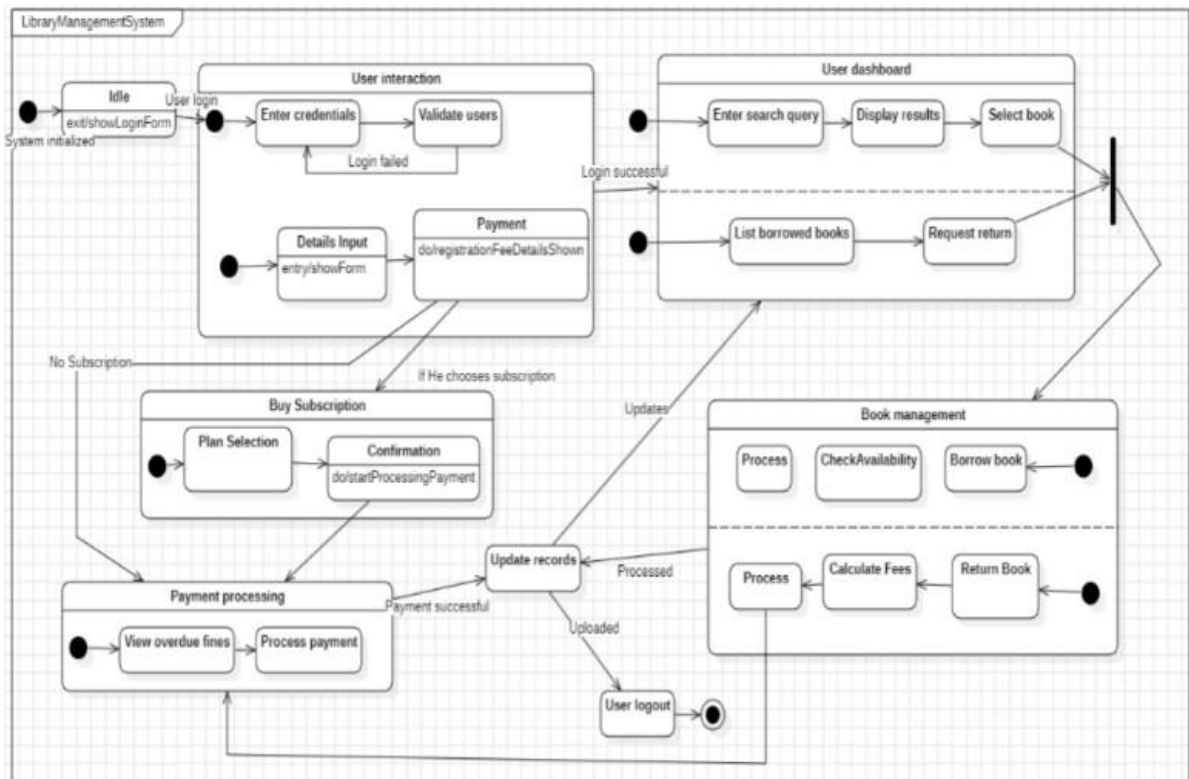 LibraryManagementSystem
System initialized
Idle
exit/showLoginForm
User login
User interaction
Enter credentials
Validate users
Login failed
Details Input
entry/showForm
Payment
do/registrationFeeDetailsShown
Login successful
User dashboard
Enter search query
Display results
Select book
List borrowed books
Request return
No Subscription
If He chooses subscription
Buy Subscription
Plan Selection
Confirmation
do/startProcessingPayment
Updates
Book management
Process
CheckAvailability
Borrow book
Process
Calculate Fees
Return Book
Update records
Processed
Payment processing
Payment successful
View overdue fines
Process payment
Uploaded
User logout